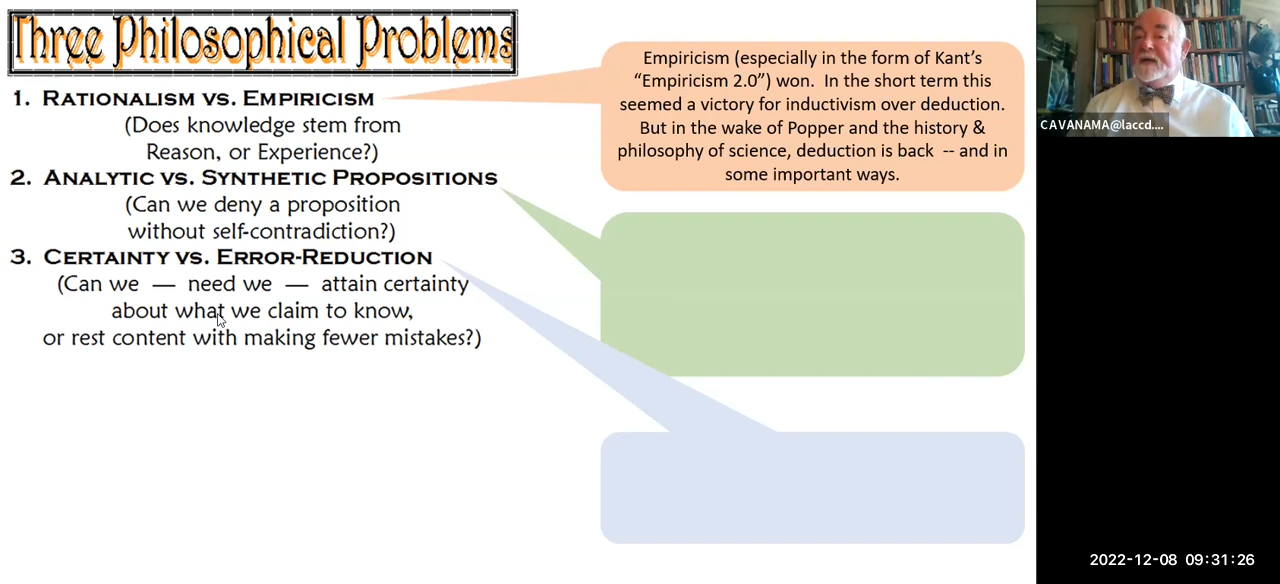 Three Philosophical Problems
1. RATIONALISM VS. EMPIRICISM
(Does knowledge stem from
Reason, or Experience?)
2. ANALYTIC VS. SYNTHETIC PROPOSITIONS
(Can we deny a proposition
without self-contradiction?)
3. CERTAINTY VS. ERROR-REDUCTION
(Can we — need we — attain certainty
about what we claim to know,
or rest content with making fewer mistakes?)
Empiricism (especially in the form of Kant’s
“Empiricism 2.0”) won. In the short term this
seemed a victory for inductivism over deduction.
But in the wake of Popper and the history &
philosophy of science, deduction is back -- and in
some important ways.
CAVANAMA@laccd....
2022-12-08 09:31:26